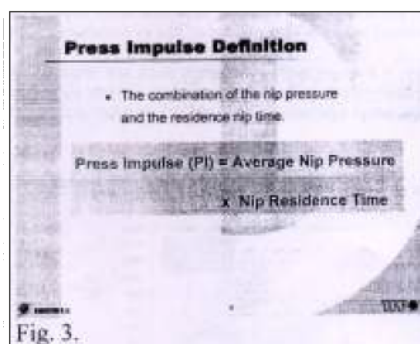 Press Impulse Definition
• The combination of the nip pressure
and the residence nip time.
Press Impulse (PI) = Average Nip Pressure
x Nip Residence Time
Fig. 3.